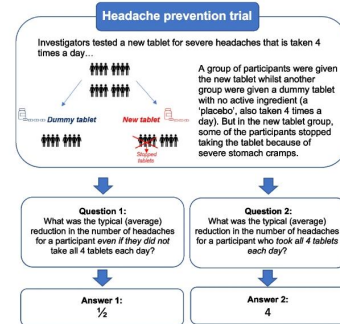 Headache prevention trial
Investigators tested a new tablet for severe headaches that is taken 4
times a day…
A group of participants were given
the new tablet whilst another
group were given a dummy tablet
with no active ingredient (a
'placebo', also taken 4 times a
day). But in the new tablet group,
some of the participants stopped
taking the tablet because of
severe stomach cramps.
Dummy tablet
New tablet
Stopped
tablets
Question 1:
What was the typical (average)
reduction in the number of headaches
for a participant even if they did not
take all 4 tablets each day?
Question 2:
What was the typical (average)
reduction in the number of headaches
for a participant who took all 4 tablets
each day?
Answer 1:
½
Answer 2:
4